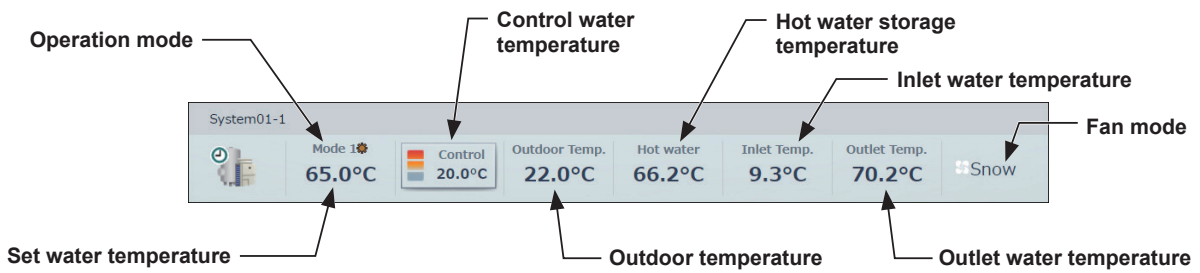 Control water
temperature
Hot water storage
temperature
Operation mode
Inlet water temperature
Fan mode
System01-1
Mode 1
65.0°C
Control
20.0°C
Outdoor Temp.
22.0°C
Hot water
66.2°C
Inlet Temp.
9.3°C
Outlet Temp.
70.2°C
Snow
Set water temperature
Outdoor temperature
Outlet water temperature